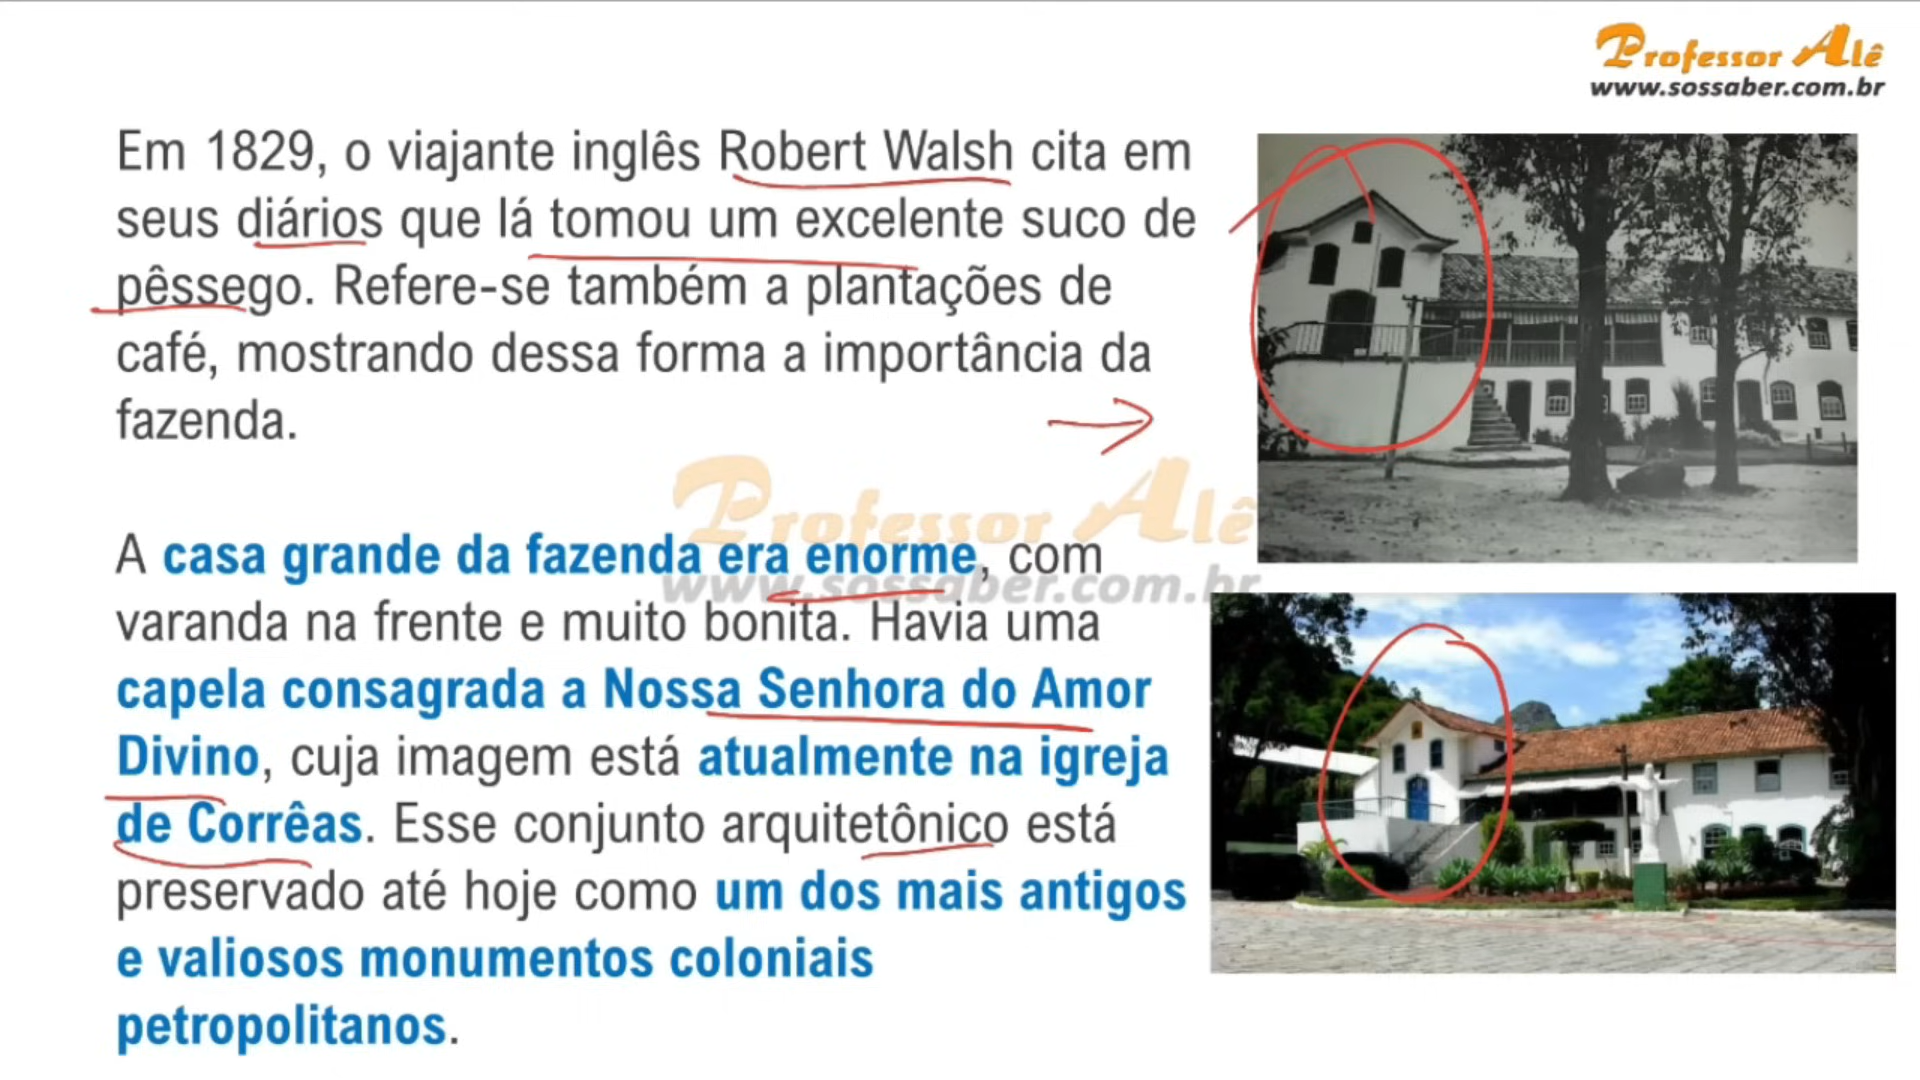 Professor Alê
www.sossaber.com.br
Em 1829, o viajante inglês Robert Walsh cita em
seus diários que lá tomou um excelente suco de
pêssego. Refere-se também a plantações de
café, mostrando dessa forma a importância da
fazenda.
Professor Alê
www.sossaber.com.br
A casa grande da fazenda era enorme, com
varanda na frente e muito bonita. Havia uma
capela consagrada a Nossa Senhora do Amor
Divino, cuja imagem está atualmente na igreja
de Corrêas. Esse conjunto arquitetônico está
preservado até hoje como um dos mais antigos
e valiosos monumentos coloniais
petropolitanos.